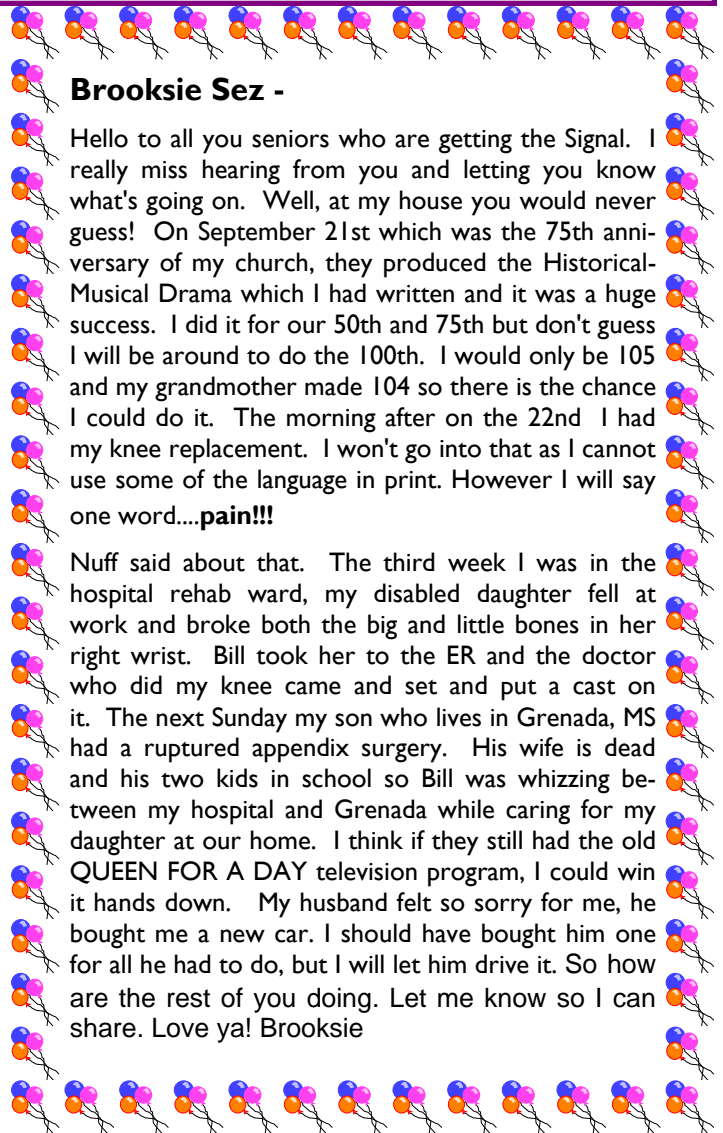 Brooksie Sez -
Hello to all you seniors who are getting the Signal. I
really miss hearing from you and letting you know
what's going on. Well, at my house you would never
guess! On September 21st which was the 75th anni-
versary of my church, they produced the Historical-
Musical Drama which I had written and it was a huge
success. I did it for our 50th and 75th but don't guess
I will be around to do the 100th. I would only be 105
and my grandmother made 104 so there is the chance
I could do it. The morning after on the 22nd I had
my knee replacement. I won't go into that as I cannot
use some of the language in print. However I will say
one word....pain!!!
Nuff said about that. The third week I was in the
hospital rehab ward, my disabled daughter fell at
work and broke both the big and little bones in her
right wrist. Bill took her to the ER and the doctor
who did my knee came and set and put a cast on
it. The next Sunday my son who lives in Grenada, MS
had a ruptured appendix surgery. His wife is dead
and his two kids in school so Bill was whizzing be-
tween my hospital and Grenada while caring for my
daughter at our home. I think if they still had the old
QUEEN FOR A DAY television program, I could win
it hands down. My husband felt so sorry for me, he
bought me a new car. I should have bought him one
for all he had to do, but I will let him drive it. So how
are the rest of you doing. Let me know so I can
share. Love ya! Brooksie